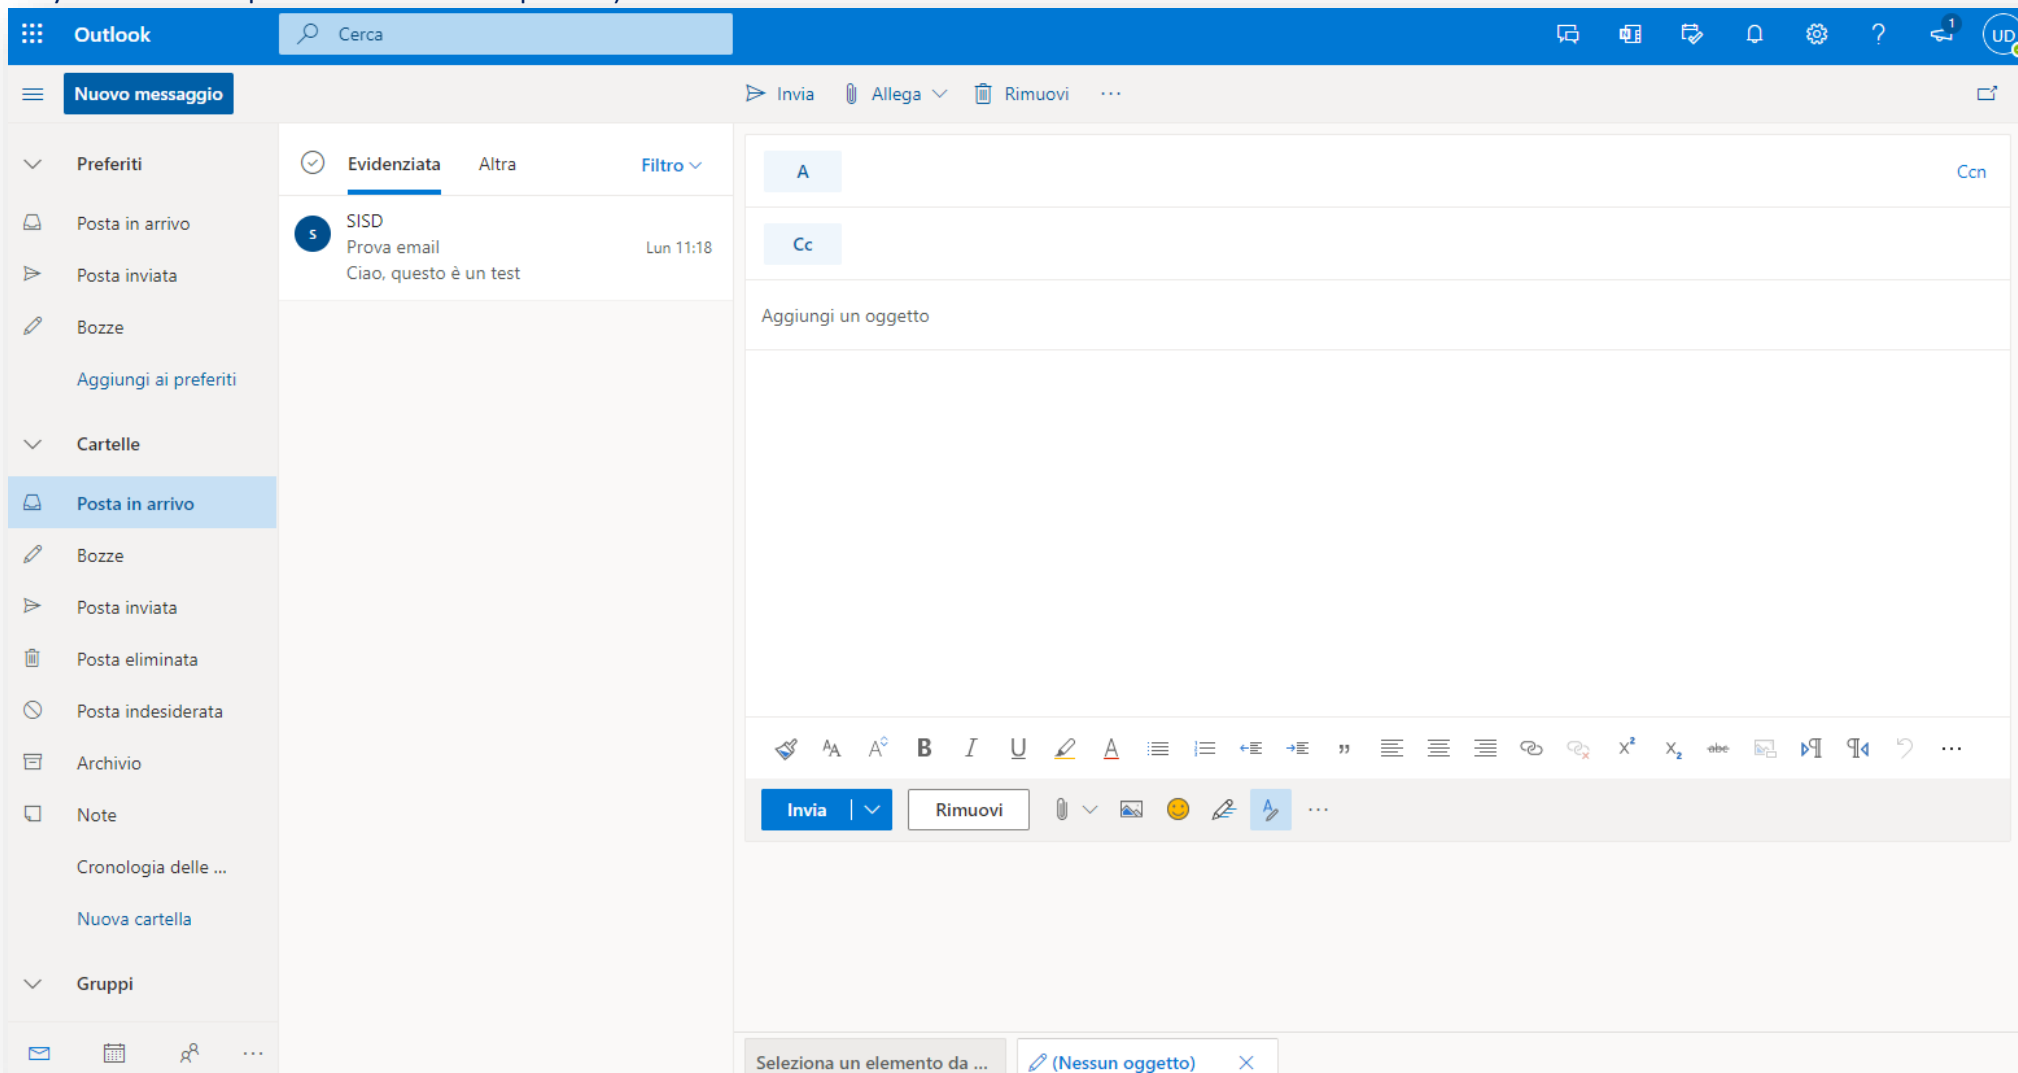 Outlook
Cerca
1
UD
Nuovo messaggio
Invia
Allega
Rimuovi
Preferiti
Posta in arrivo
Posta inviata
Bozze
Aggiungi ai preferiti
Cartelle
Posta in arrivo
Bozze
Posta inviata
Posta eliminata
Posta indesiderata
Archivio
Note
Cronologia delle ...
Nuova cartella
Gruppi
Evidenziata
Altra
Filtro
S
SISD
Prova email
Lun 11:18
Ciao, questo è un test
A
Ccn
Cc
Aggiungi un oggetto
Invia
Rimuovi
Seleziona un elemento da ...
(Nessun oggetto)